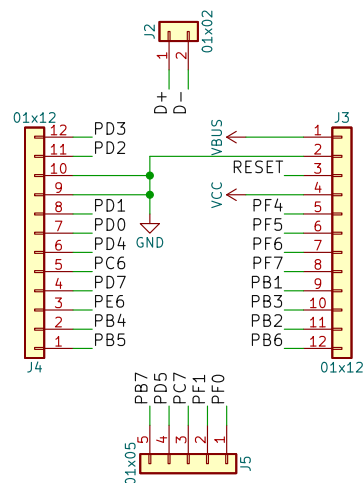 J2
01x02
1
2
D+
D-
01x12
12 PD3
11 PD2
10
9
8 PD1
7 PD0
6 PD4
5 PC6
4 PD7
3 PE6
2 PB4
1 PB5
J4
GND
J3
VBUS 1
2
RESET 3
VCC 4
PF4 5
PF5 6
PF6 7
PF7 8
PB1 9
PB3 10
PB2 11
PB6 12
01x12
PB7
PD5
PC7
PF1
PF0
5
4
3
2
1
01x05
J5